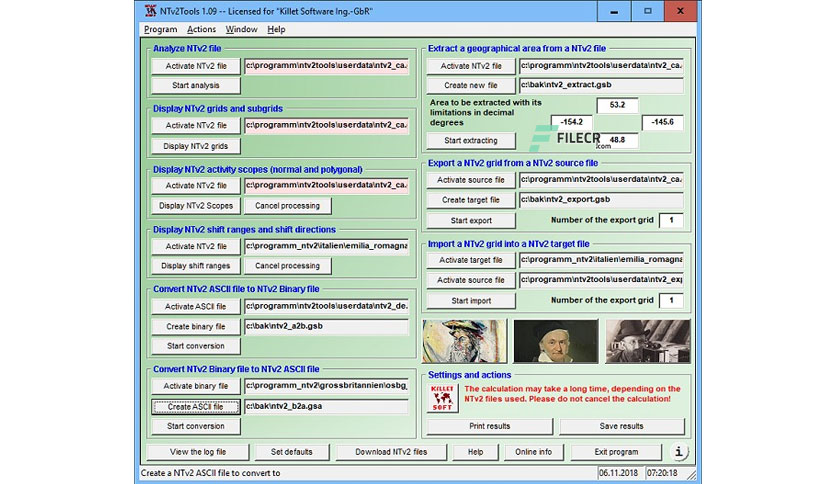 NTv2Tools 1.09 -- Licensed for "Killet Software Ing.-GbR"
Program Actions Window Help
Analyze NTv2 file
Activate NTv2 file c:\programm\ntv2tools\userdata\ntv2_ca.
Start analysis
Display NTv2 grids and subgrids
Activate NTv2 file c:\programm\ntv2tools\userdata\ntv2_ca.
Display NTv2 grids
Display NTv2 activity scopes (normal and polygonal)
Activate NTv2 file c:\programm\ntv2tools\userdata\ntv2_ca.
Display NTv2 Scopes Cancel processing
Display NTv2 shift ranges and shift directions
Activate NTv2 file c:\programm_ntv2\italien\emilia_romagna
Display shift ranges Cancel processing
Convert NTv2 ASCII file to NTv2 Binary file
Activate ASCII file c:\programm\ntv2tools\userdata\ntv2_de.
Create binary file c:\bak\ntv2_a2b.gsb
Start conversion
Convert NTv2 Binary file to NTv2 ASCII file
Activate binary file c:\programm_ntv2\grossbritannien\osbg.
Create ASCII file c:\bak\ntv2_b2a.gsa
Start conversion
Extract a geographical area from a NTv2 file
Activate NTv2 file c:\programm\ntv2tools\userdata\ntv2_ca.
Create new file c:\bak\ntv2_extract.gsb
Area to be extracted with its
limitations in decimal
degrees
53.2
-154.2 -145.6
48.8
FILECR
.com
Start extracting
Export a NTv2 grid from a NTv2 source file
Activate source file c:\programm\ntv2tools\userdata\ntv2_ca.
Create target file c:\bak\ntv2_export.gsb
Start export Number of the export grid 1
Import a NTv2 grid into a NTv2 target file
Activate target file c:\programm_ntv2\italien\emilia_romagna
Activate source file c:\programm\ntv2tools\userdata\ntv2_exp
Start import Number of the export grid 1
Settings and actions
KILLET
SOFT
The calculation may take a long time, depending on the
NTv2 files used. Please do not cancel the calculation!
Print results Save results
View the log file Set defaults Download NTv2 files Help Online info Exit program i
Create a NTv2 ASCII file to convert to 06.11.2018 07:20:18